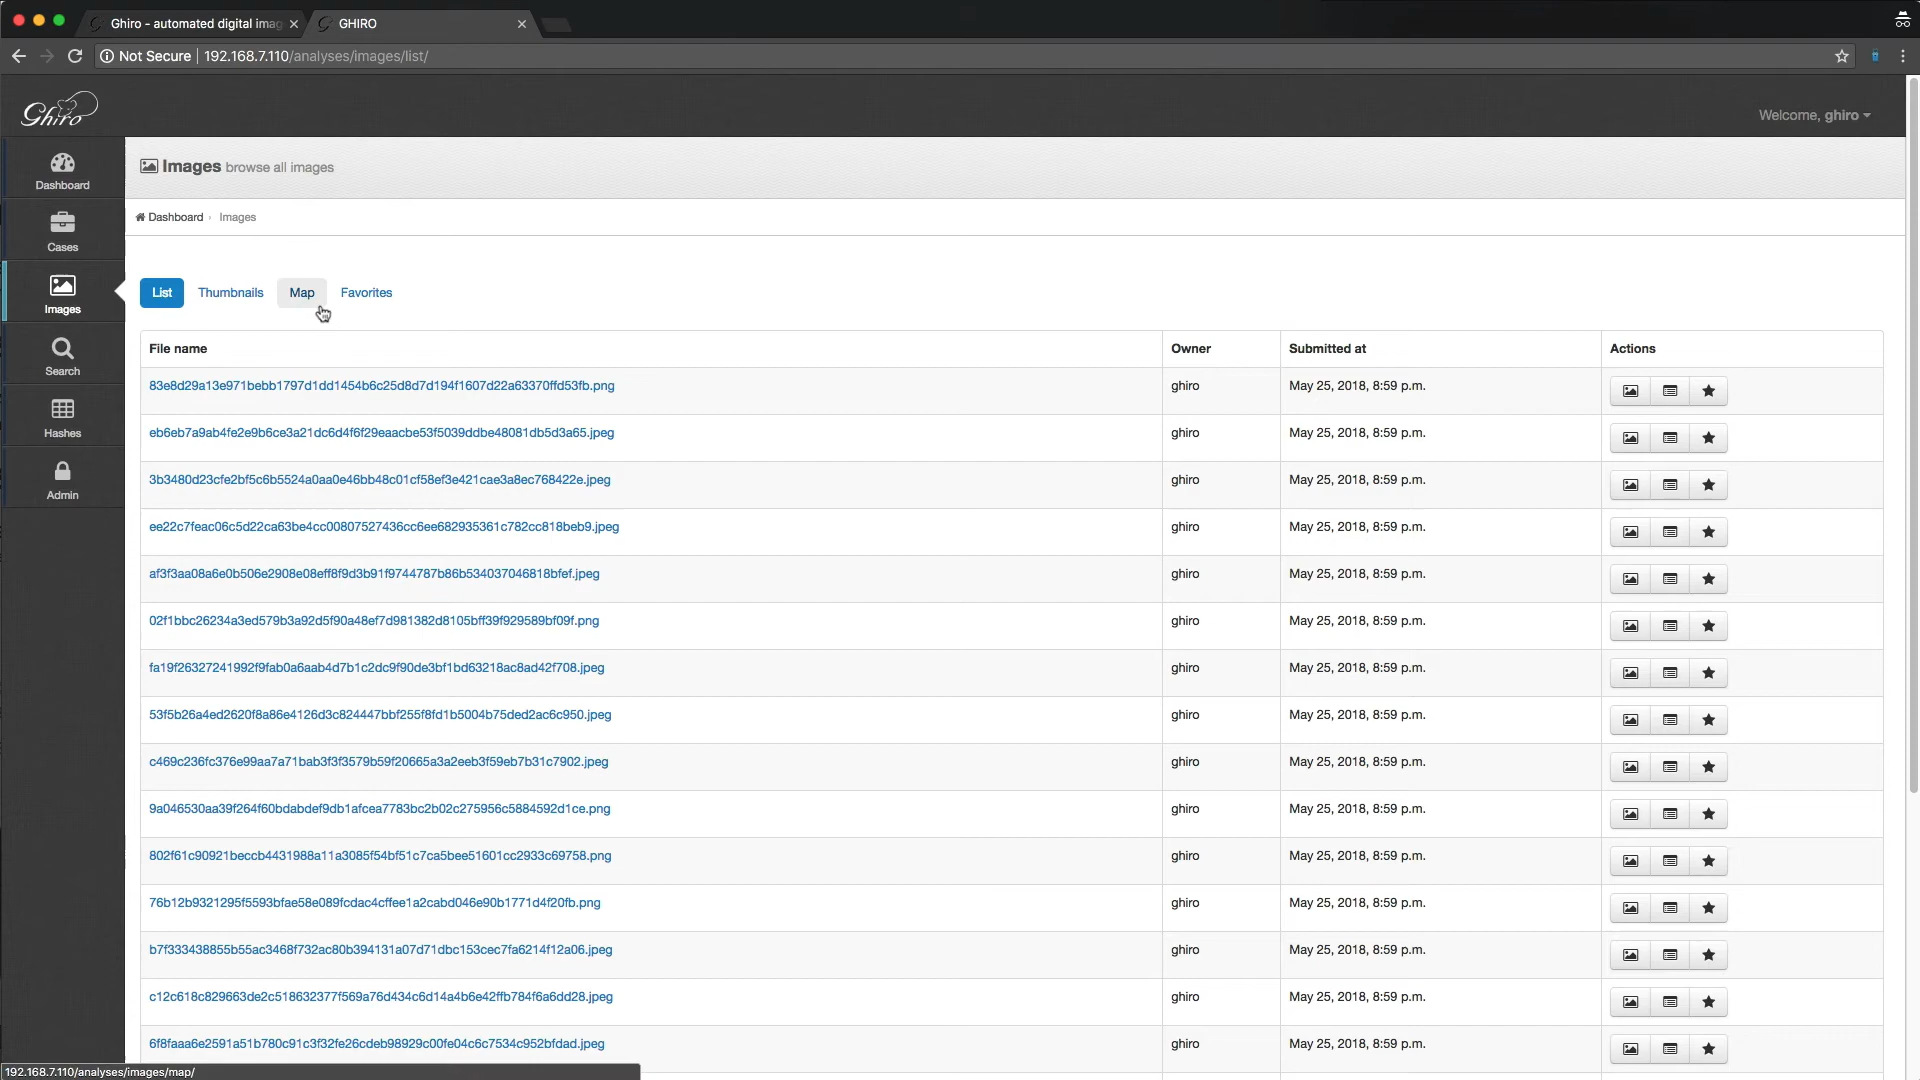 Ghiro - automated digital imag
GHIRO
Not Secure | 192.168.7.110/analyses/images/list/
Ghiro
Welcome, ghiro
Dashboard
Cases
Images
Search
Hashes
Admin
Images browse all images
Dashboard › Images
List Thumbnails Map Favorites
File name Owner Submitted at Actions
83e8d29a13e971bebb1797d1dd1454b6c25d8d7d194f1607d22a63370ffd53fb.png ghiro May 25, 2018, 8:59 p.m.
eb6eb7a9ab4fe2e9b6ce3a21dc6d4f6f29eaacbe53f5039ddbe48081db5d3a65.jpeg ghiro May 25, 2018, 8:59 p.m.
3b3480d23cfe2bf5c6b5524a0aa0e46bb48c01cf58ef3e421cae3a8ec768422e.jpeg ghiro May 25, 2018, 8:59 p.m.
ee22c7feac06c5d22ca63be4cc00807527436cc6ee682935361c782cc818beb9.jpeg ghiro May 25, 2018, 8:59 p.m.
af3f3aa08a6e0b506e2908e08eff8f9d3b91f9744787b86b534037046818bfef.jpeg ghiro May 25, 2018, 8:59 p.m.
02f1bbc26234a3ed579b3a92d5f90a48ef7d981382d8105bff39f929589bf09f.png ghiro May 25, 2018, 8:59 p.m.
fa19f26327241992f9fab0a6aab4d7b1c2dc9f90de3bf1bd63218ac8ad42f708.jpeg ghiro May 25, 2018, 8:59 p.m.
53f5b26a4ed2620f8a86e4126d3c824447bbf255f8fd1b5004b75ded2ac6c950.jpeg ghiro May 25, 2018, 8:59 p.m.
c469c236fc376e99aa7a71bab3f3f3579b59f20665a3a2eeb3f59eb7b31c7902.jpeg ghiro May 25, 2018, 8:59 p.m.
9a046530aa39f264f60bdabdef9db1afcea7783bc2b02c275956c5884592d1ce.png ghiro May 25, 2018, 8:59 p.m.
802f61c90921beccb4431988a11a3085f54bf51c7ca5bee51601cc2933c69758.png ghiro May 25, 2018, 8:59 p.m.
76b12b9321295f5593bfae58e089fcdac4cffee1a2cabd046e90b1771d4f20fb.png ghiro May 25, 2018, 8:59 p.m.
b7f333438855b55ac3468f732ac80b394131a07d71dbc153cec7fa6214f12a06.jpeg ghiro May 25, 2018, 8:59 p.m.
c12c618c829663de2c518632377f569a76d434c6d14a4b6e42ffb784f6a6dd28.jpeg ghiro May 25, 2018, 8:59 p.m.
6f8faaa6e2591a51b780c91c3f32fe26cdeb98929c00fe04c6c7534c952bfdad.jpeg ghiro May 25, 2018, 8:59 p.m.
192.168.7.110/analyses/images/map/